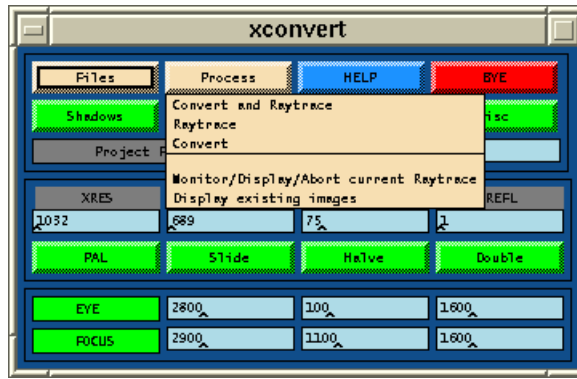 xconvert
Files Process HELP BYE
Shadows isc
Convert and Raytrace
Raytrace
Convert
Project
Monitor/Display/Abort current Raytrace
Display existing images
XRES REFL
1032 689 75 1
PAL Slide Halve Double
EYE 2800 100 1600
FOCUS 2900 1100 1600